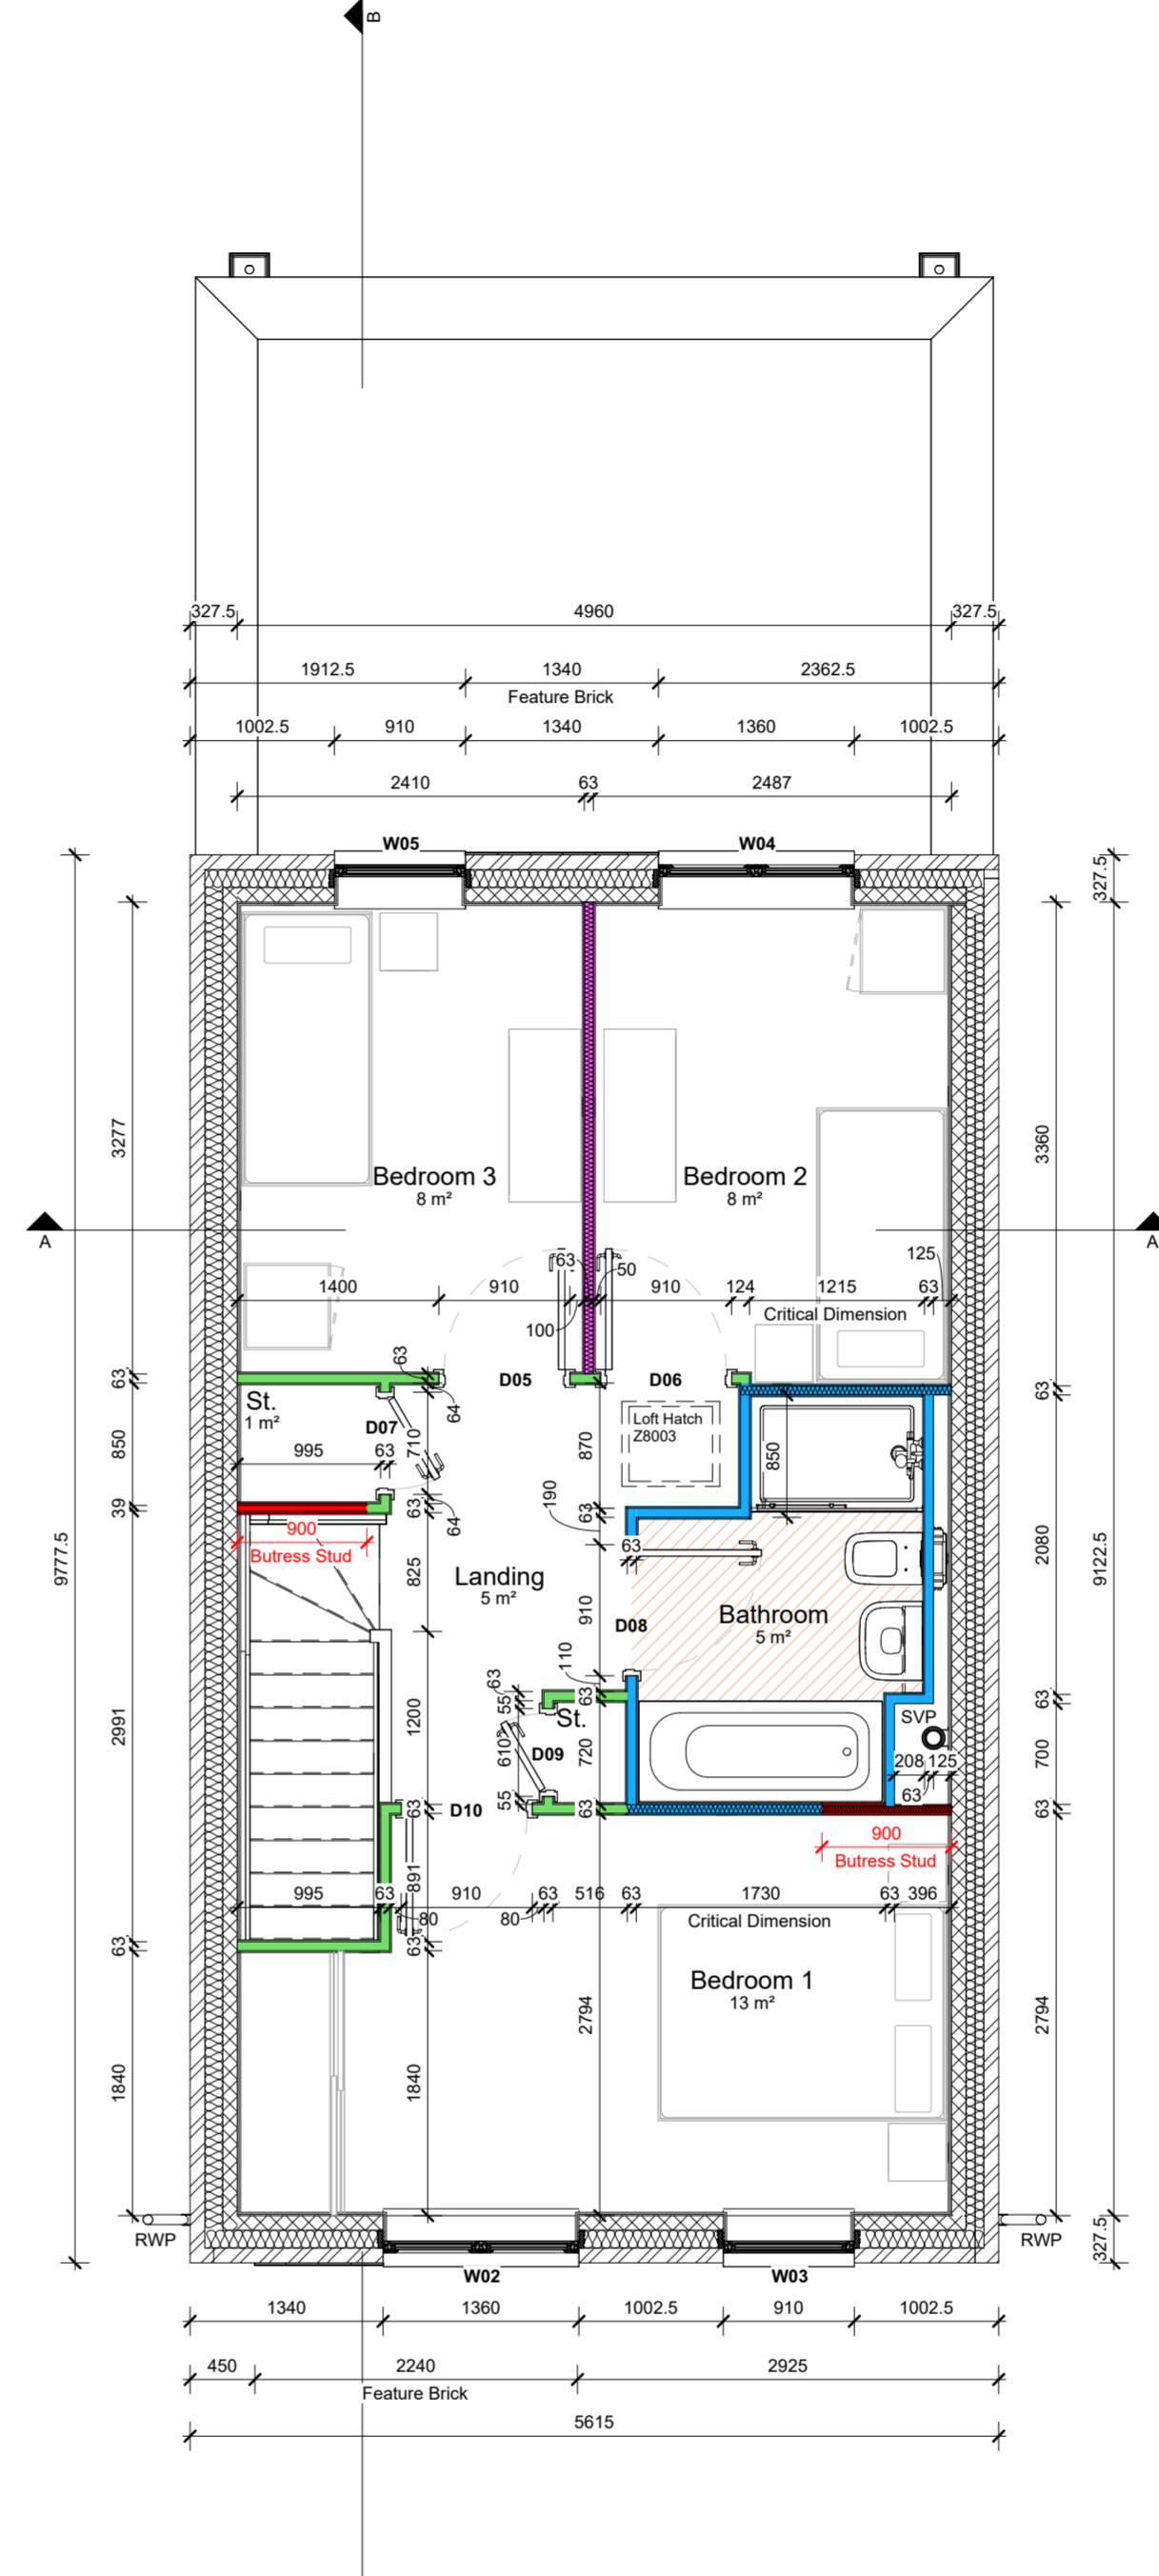 B
327.5 4960 327.5
1912.5 1340 2362.5
Feature Brick
1002.5 910 1340 1360 1002.5
2410 63 2487
W05 W04
327.5
9777.5
3277
3360
9122.5
Bedroom 3
8 m²
Bedroom 2
8 m²
A
A
125
63 50
1400 910 910 124 1215 63
Critical Dimension
100
63
63
64
D05 D06
63
St.
1 m²
D07
Loft Hatch
Z8003
850
995 63
710
870
850
190
39
63
64
63
900
Butress Stud
63
825
Landing
5 m²
910
D08
Bathroom
5 m²
2080
110
63
55
63
63
St.
SVP
2991
1200
610
D09
720
208 125
63
700
55
63
D10
63
63
900
Butress Stud
891
995 63 910 63 516 63 1730 63 396
80 80
Critical Dimension
63
63
Bedroom 1
13 m²
2794
2794
1840
1840
RWP RWP
327.5
W02 W03
1340 1360 1002.5 910 1002.5
450 2240 2925
Feature Brick
5615